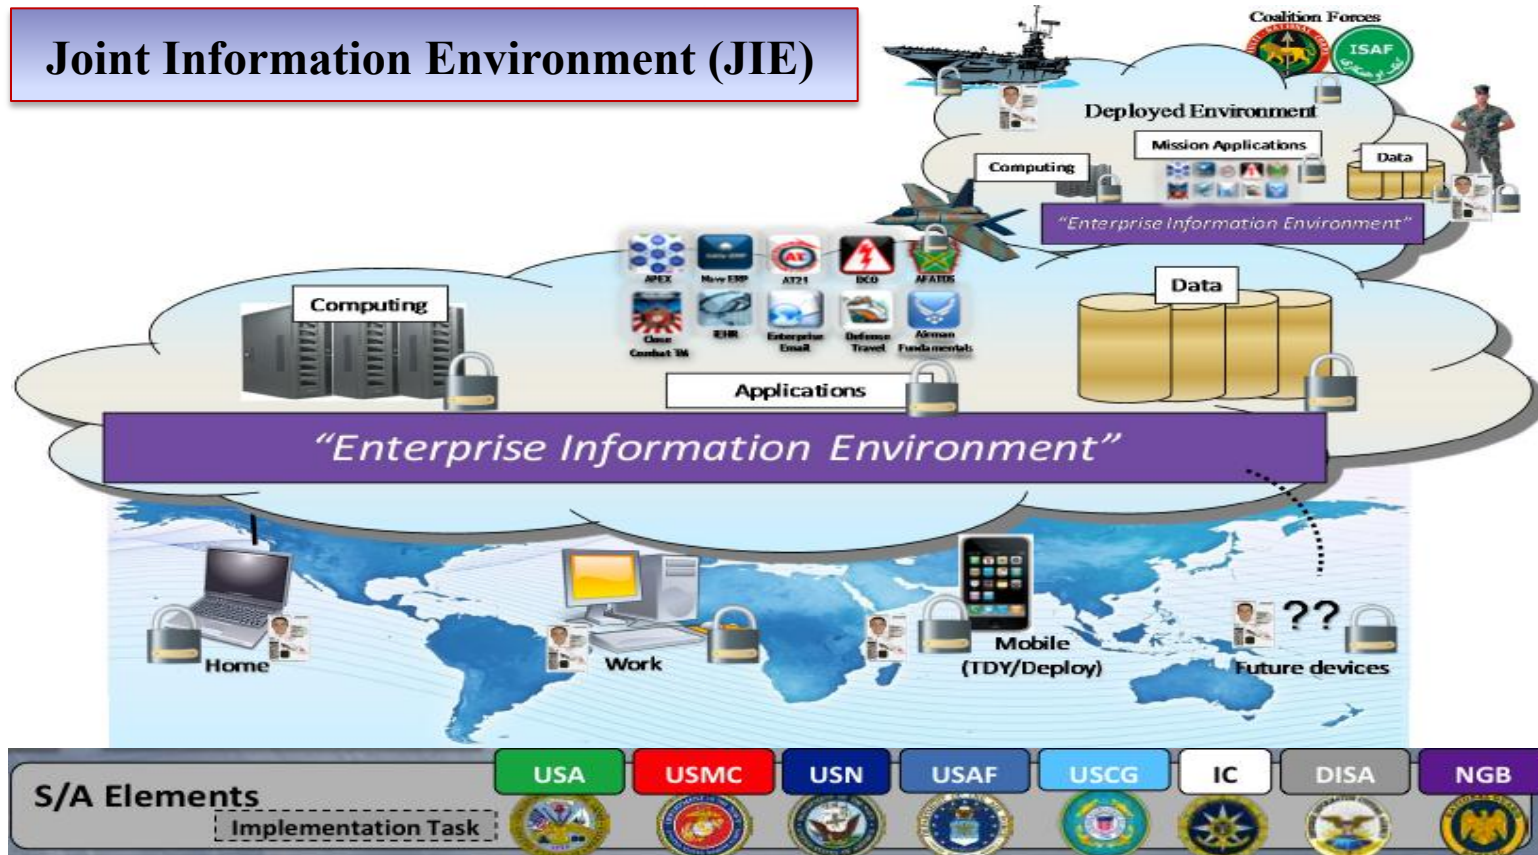 Joint Information Environment (JIE)
Coalition Forces
ISAF
Deployed Environment
Mission Applications
Computing
Data
"Enterprise Information Environment"
APEX
Navy ERP
AT21
DCO
AFATDS
AT
Close
Combat TM
iEHR
Enterprise
Email
Defense
Travel
Airman
Fundamentals
Computing
Applications
Data
"Enterprise Information Environment"
Home
Work
Mobile
(TDY/Deploy)
??
Future devices
S/A Elements
Implementation Task
USA
USMC
USN
USAF
USCG
IC
DISA
NGB